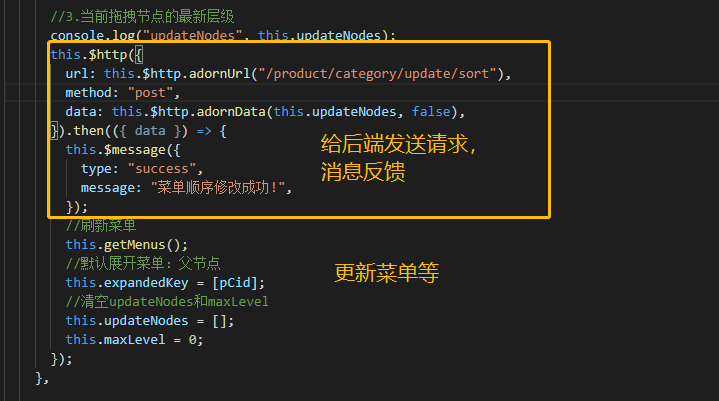 //3.当前拖拽节点的最新层级
console.log("updateNodes", this.updateNodes);
this.$http({
url: this.$http.adornUrl("/product/category/update/sort"),
method: "post",
data: this.$http.adornData(this.updateNodes, false),
}).then(({ data }) => {
this.$message({
type: "success",
message: "菜单顺序修改成功!",
});
给后端发送请求，
消息反馈
//刷新菜单
this.getMenus();
//默认展开菜单：父节点
this.expandedKey = [pCid];
//清空updateNodes和maxLevel
this.updateNodes = [];
this.maxLevel = 0;
});
},
更新菜单等